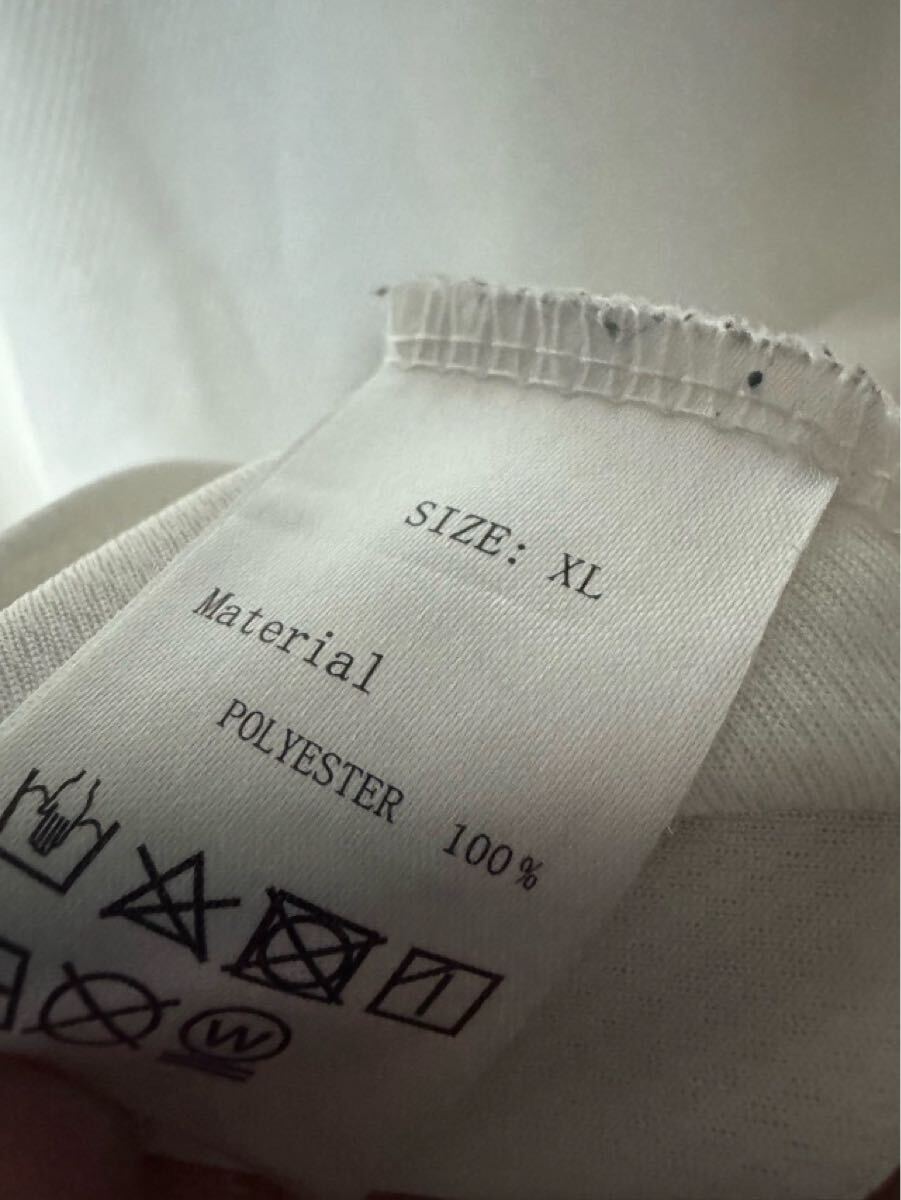 SIZE: XL
Material
POLYESTER 100%
W